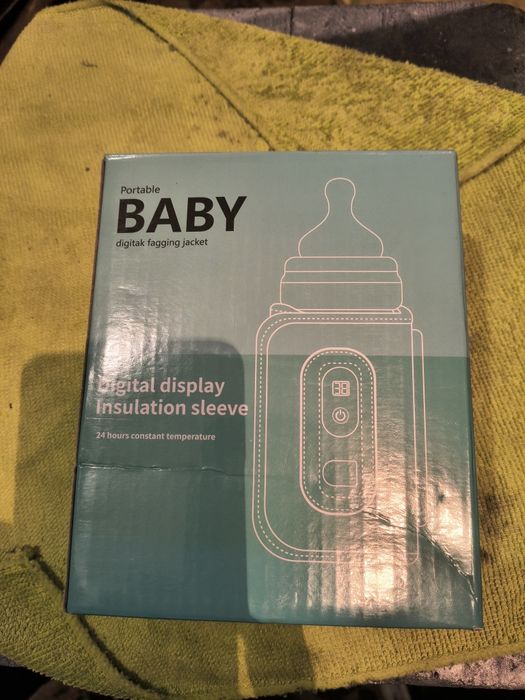 Portable
BABY
digitak fagging jacket
Digital display
Insulation sleeve
24 hours constant temperature